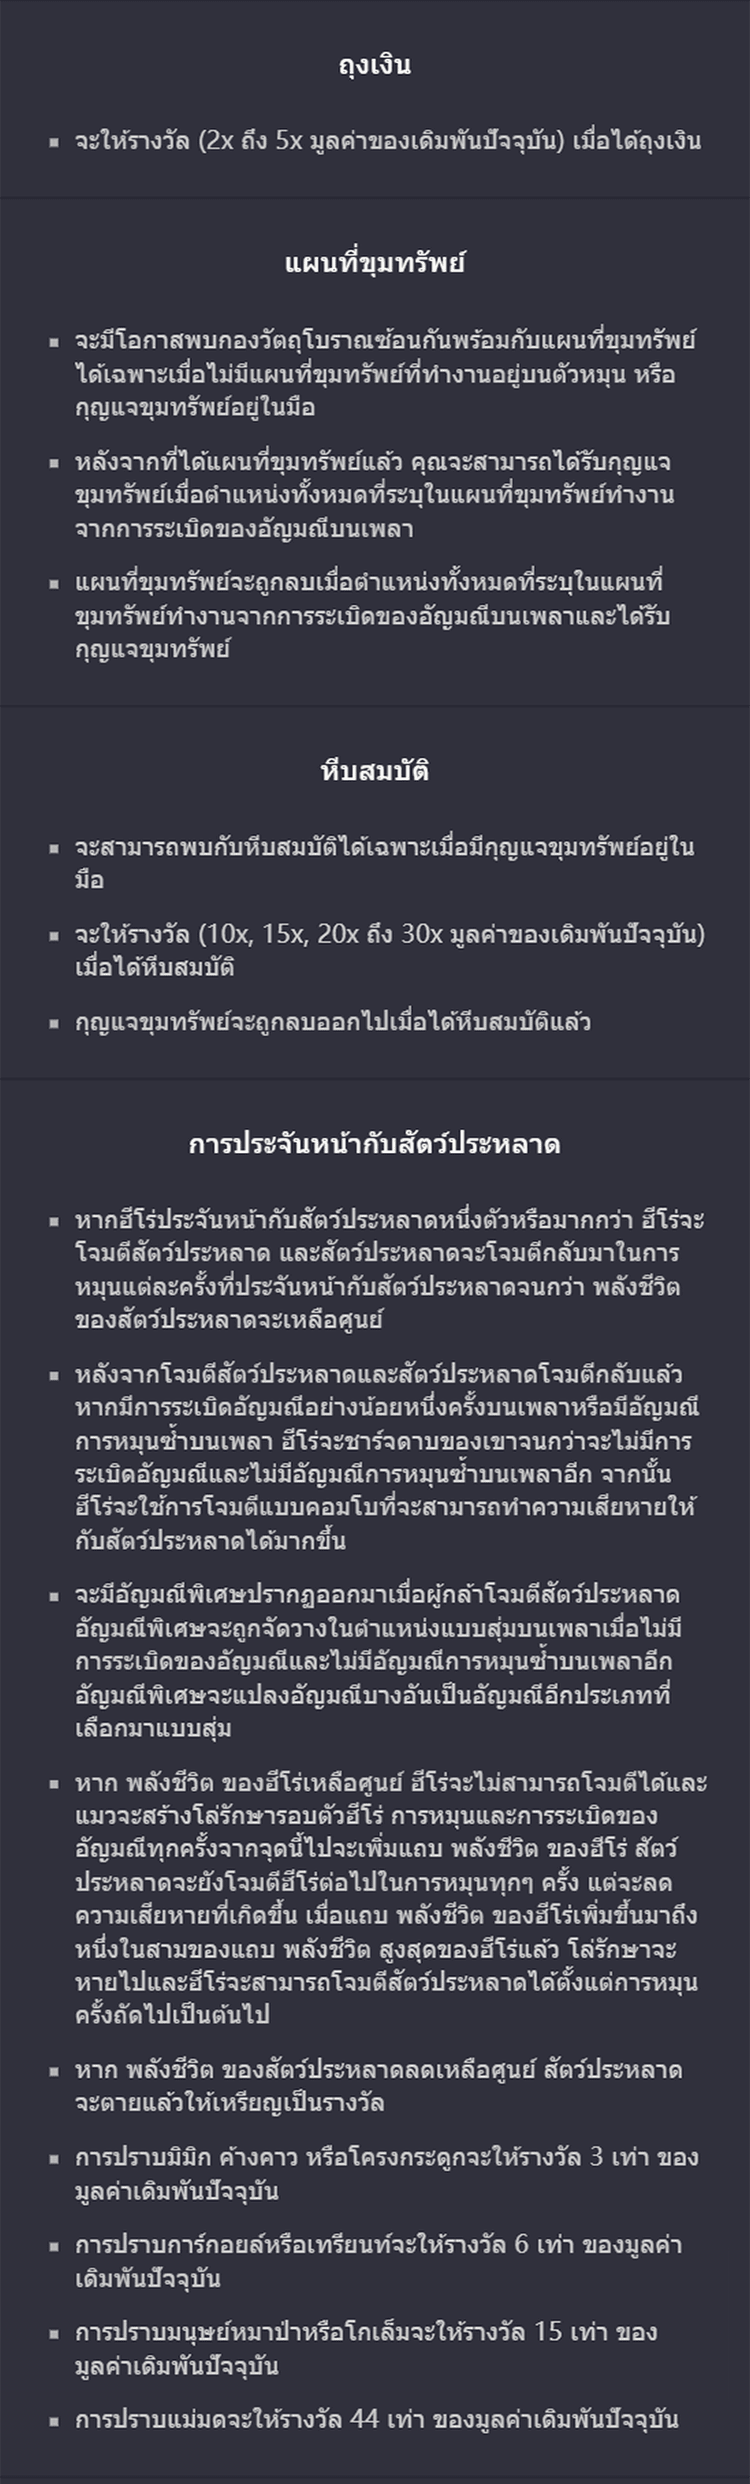 ถุงเงิน
▪ จะให้รางวัล (2x ถึง 5x มูลค่าของเดิมพันปัจจุบัน) เมื่อได้ถุงเงิน
แผนที่ขุมทรัพย์
▪ จะมีโอกาสพบกองวัตถุโบราณซ้อนกันพร้อมกับแผนที่ขุมทรัพย์
ได้เฉพาะเมื่อไม่มีแผนที่ขุมทรัพย์ที่ทำงานอยู่บนตัวหมุน หรือ
กุญแจขุมทรัพย์อยู่ในมือ
▪ หลังจากที่ได้แผนที่ขุมทรัพย์แล้ว คุณจะสามารถได้รับกุญแจ
ขุมทรัพย์เมื่อตำแหน่งทั้งหมดที่ระบุในแผนที่ขุมทรัพย์ทำงาน
จากการระเบิดของอัญมณีบนเพลา
▪ แผนที่ขุมทรัพย์จะถูกลบเมื่อตำแหน่งทั้งหมดที่ระบุในแผนที่
ขุมทรัพย์ทำงานจากการระเบิดของอัญมณีบนเพลาและได้รับ
กุญแจขุมทรัพย์
หีบสมบัติ
▪ จะสามารถพบกับหีบสมบัติได้เฉพาะเมื่อมีกุญแจขุมทรัพย์อยู่ใน
มือ
▪ จะให้รางวัล (10x, 15x, 20x ถึง 30x มูลค่าของเดิมพันปัจจุบัน)
เมื่อได้หีบสมบัติ
▪ กุญแจขุมทรัพย์จะถูกลบออกไปเมื่อได้หีบสมบัติแล้ว
การประจันหน้ากับสัตว์ประหลาด
▪ หากฮีโร่ประจันหน้ากับสัตว์ประหลาดหนึ่งตัวหรือมากกว่า ฮีโร่จะ
โจมตีสัตว์ประหลาด และสัตว์ประหลาดจะโจมตีกลับมาในการ
หมุนแต่ละครั้งที่ประจันหน้ากับสัตว์ประหลาดจนกว่า พลังชีวิต
ของสัตว์ประหลาดจะเหลือศูนย์
▪ หลังจากโจมตีสัตว์ประหลาดและสัตว์ประหลาดโจมตีกลับแล้ว
หากมีการระเบิดอัญมณีอย่างน้อยหนึ่งครั้งบนเพลาหรือมีอัญมณี
การหมุนซ้ำบนเพลา ฮีโร่จะชาร์จดาบของเขาจนกว่าจะไม่มีการ
ระเบิดอัญมณีและไม่มีอัญมณีการหมุนซ้ำบนเพลาอีก จากนั้น
ฮีโร่จะใช้การโจมตีแบบคอมโบที่จะสามารถทำความเสียหายให้
กับสัตว์ประหลาดได้มากขึ้น
▪ จะมีอัญมณีพิเศษปรากฏออกมาเมื่อผู้กล้าโจมตีสัตว์ประหลาด
อัญมณีพิเศษจะถูกจัดวางในตำแหน่งแบบสุ่มบนเพลาเมื่อไม่มี
การระเบิดของอัญมณีและไม่มีอัญมณีการหมุนซ้ำบนเพลาอีก
อัญมณีพิเศษจะแปลงอัญมณีบางอันเป็นอัญมณีอีกประเภทที่
เลือกมาแบบสุ่ม
▪ หาก พลังชีวิต ของฮีโร่เหลือศูนย์ ฮีโร่จะไม่สามารถโจมตีได้และ
แมวจะสร้างโล่รักษารอบตัวฮีโร่ การหมุนและการระเบิดของ
อัญมณีทุกครั้งจากจุดนี้ไปจะเพิ่มแถบ พลังชีวิต ของฮีโร่ สัตว์
ประหลาดจะยังโจมตีฮีโร่ต่อไปในการหมุนทุกๆ ครั้ง แต่จะลด
ความเสียหายที่เกิดขึ้น เมื่อแถบ พลังชีวิต ของฮีโร่เพิ่มขึ้นมาถึง
หนึ่งในสามของแถบ พลังชีวิต สูงสุดของฮีโร่แล้ว โล่รักษาจะ
หายไปและฮีโร่จะสามารถโจมตีสัตว์ประหลาดได้ตั้งแต่การหมุน
ครั้งถัดไปเป็นต้นไป
▪ หาก พลังชีวิต ของสัตว์ประหลาดลดเหลือศูนย์ สัตว์ประหลาด
จะตายแล้วให้เหรียญเป็นรางวัล
▪ การปราบมิมิก ค้างคาว หรือโครงกระดูกจะให้รางวัล 3 เท่า ของ
มูลค่าเดิมพันปัจจุบัน
▪ การปราบการ์กอยล์หรือเทรียนท์จะให้รางวัล 6 เท่า ของมูลค่า
เดิมพันปัจจุบัน
▪ การปราบมนุษย์หมาป่าหรือโกเล็มจะให้รางวัล 15 เท่า ของ
มูลค่าเดิมพันปัจจุบัน
▪ การปราบแม่มดจะให้รางวัล 44 เท่า ของมูลค่าเดิมพันปัจจุบัน